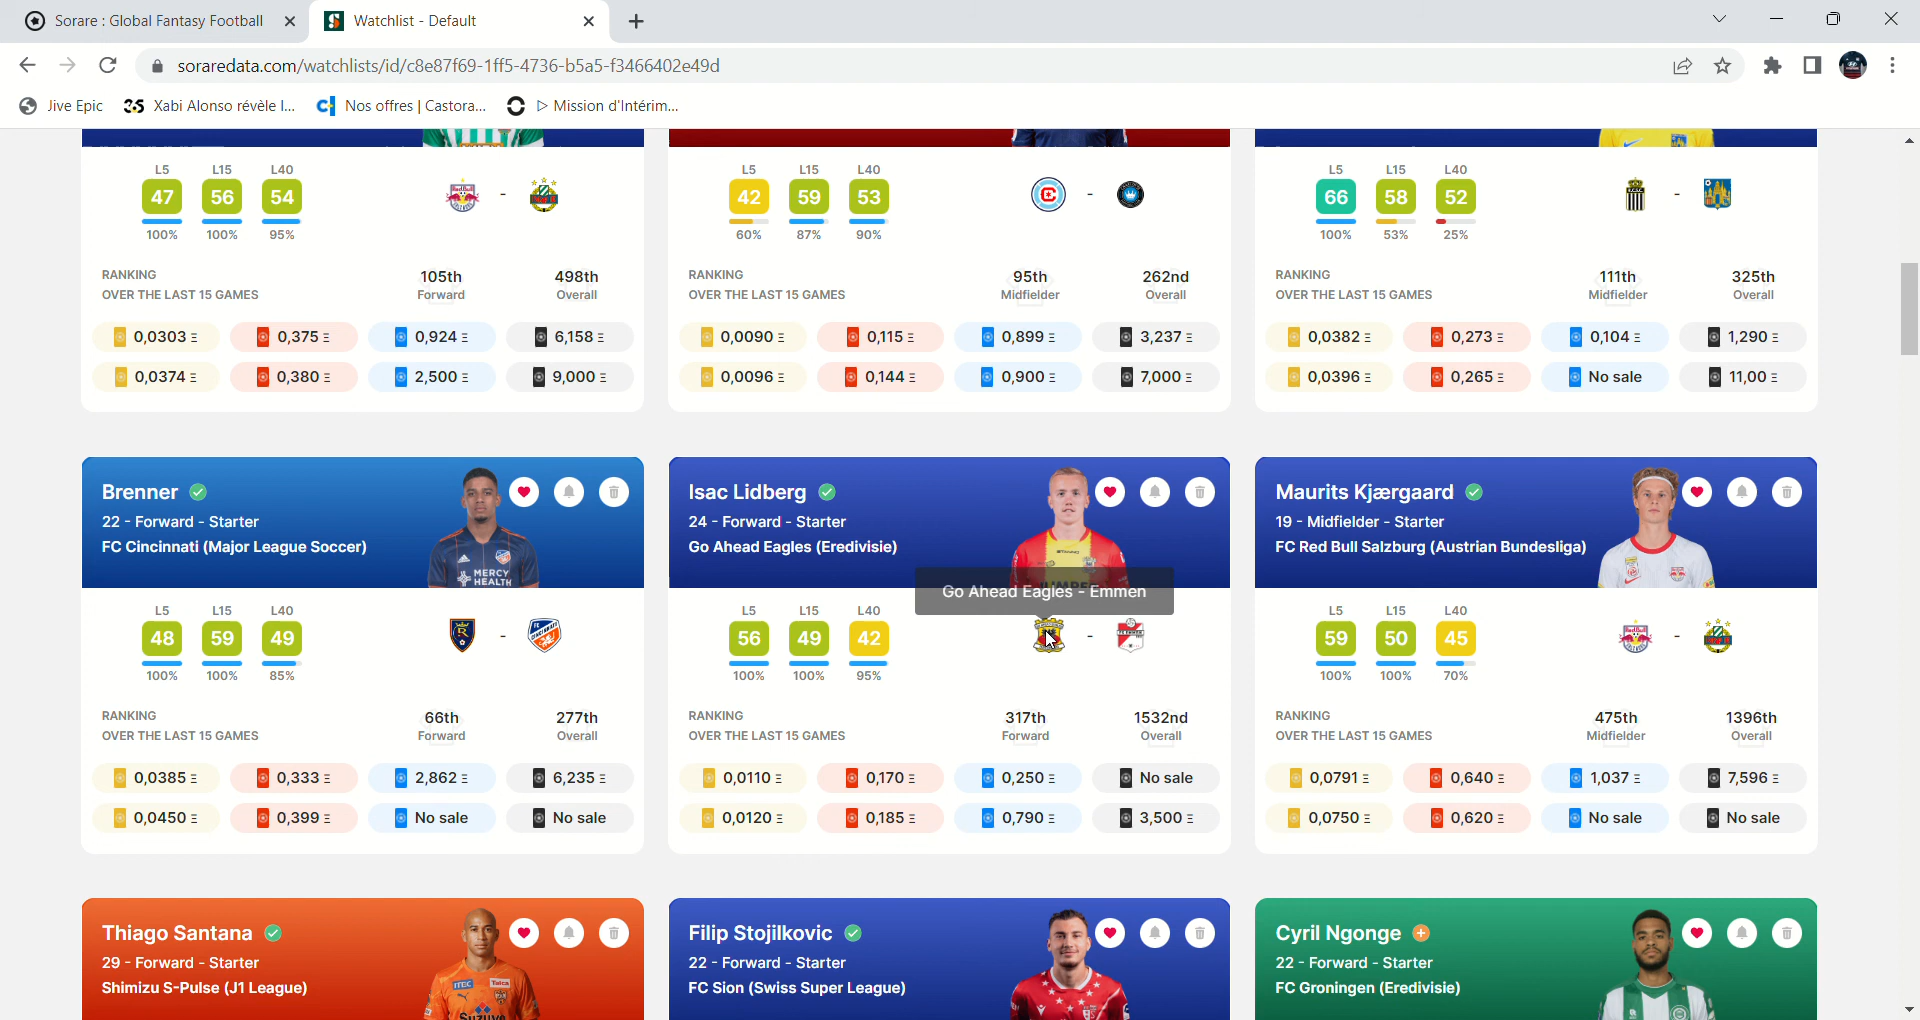 Sorare : Global Fantasy Football
Watchlist - Default
soraredata.com/watchlists/id/c8e87f69-1ff5-4736-b5a5-f3466402e49d
Jive Epic
Xabi Alonso révèle l...
Nos offres | Castora...
▷ Mission d'Intérim...
L5 L15 L40
47 56 54
100% 100% 95%
RANKING
OVER THE LAST 15 GAMES
105th Forward
498th Overall
0,0303 Ξ 0,375 Ξ 0,924 Ξ 6,158 Ξ
0,0374 Ξ 0,380 Ξ 2,500 Ξ 9,000 Ξ
L5 L15 L40
42 59 53
60% 87% 90%
RANKING
OVER THE LAST 15 GAMES
95th Midfielder
262nd Overall
0,0090 Ξ 0,115 Ξ 0,899 Ξ 3,237 Ξ
0,0096 Ξ 0,144 Ξ 0,900 Ξ 7,000 Ξ
L5 L15 L40
66 58 52
100% 53% 25%
RANKING
OVER THE LAST 15 GAMES
111th Midfielder
325th Overall
0,0382 Ξ 0,273 Ξ 0,104 Ξ 1,290 Ξ
0,0396 Ξ 0,265 Ξ No sale 11,00 Ξ
Brenner
22 - Forward - Starter
FC Cincinnati (Major League Soccer)
MERCY
HEALTH
L5 L15 L40
48 59 49
100% 100% 85%
RANKING
OVER THE LAST 15 GAMES
66th Forward
277th Overall
0,0385 Ξ 0,333 Ξ 2,862 Ξ 6,235 Ξ
0,0450 Ξ 0,399 Ξ No sale No sale
Isac Lidberg
24 - Forward - Starter
Go Ahead Eagles (Eredivisie)
Go Ahead Eagles - Emmen
L5 L15 L40
56 49 42
100% 100% 95%
RANKING
OVER THE LAST 15 GAMES
317th Forward
1532nd Overall
0,0110 Ξ 0,170 Ξ 0,250 Ξ No sale
0,0120 Ξ 0,185 Ξ 0,790 Ξ 3,500 Ξ
Maurits Kjærgaard
19 - Midfielder - Starter
FC Red Bull Salzburg (Austrian Bundesliga)
L5 L15 L40
59 50 45
100% 100% 70%
RANKING
OVER THE LAST 15 GAMES
475th Midfielder
1396th Overall
0,0791 Ξ 0,640 Ξ 1,037 Ξ 7,596 Ξ
0,0750 Ξ 0,620 Ξ No sale No sale
Thiago Santana
29 - Forward - Starter
Shimizu S-Pulse (J1 League)
Filip Stojilkovic
22 - Forward - Starter
FC Sion (Swiss Super League)
Cyril Ngonge
22 - Forward - Starter
FC Groningen (Eredivisie)